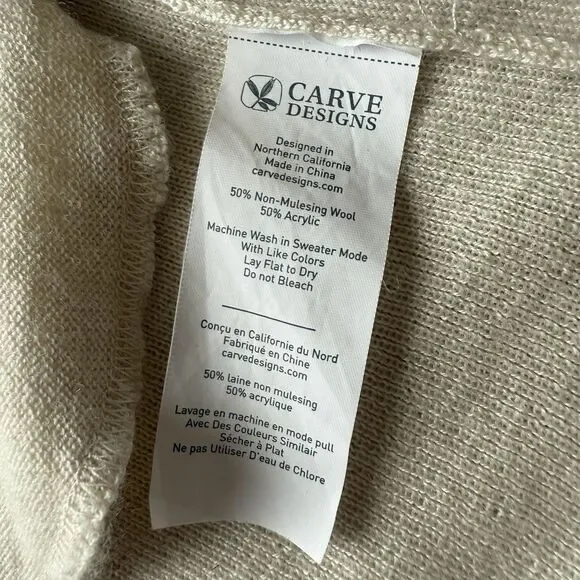 CARVE
DESIGNS
Designed in
Northern California
Made in China
carvedesigns.com
50% Non-Mulesing Wool
50% Acrylic
Machine Wash in Sweater Mode
With Like Colors
Lay Flat to Dry
Do not Bleach
Conçu en Californie du Nord
Fabriqué en Chine
carvedesigns.com
50% laine non mulesing
50% acrylique
Lavage en machine en mode pull
Avec Des Couleurs Similair
Sécher à Plat
Ne pas Utiliser D'eau de Chlore